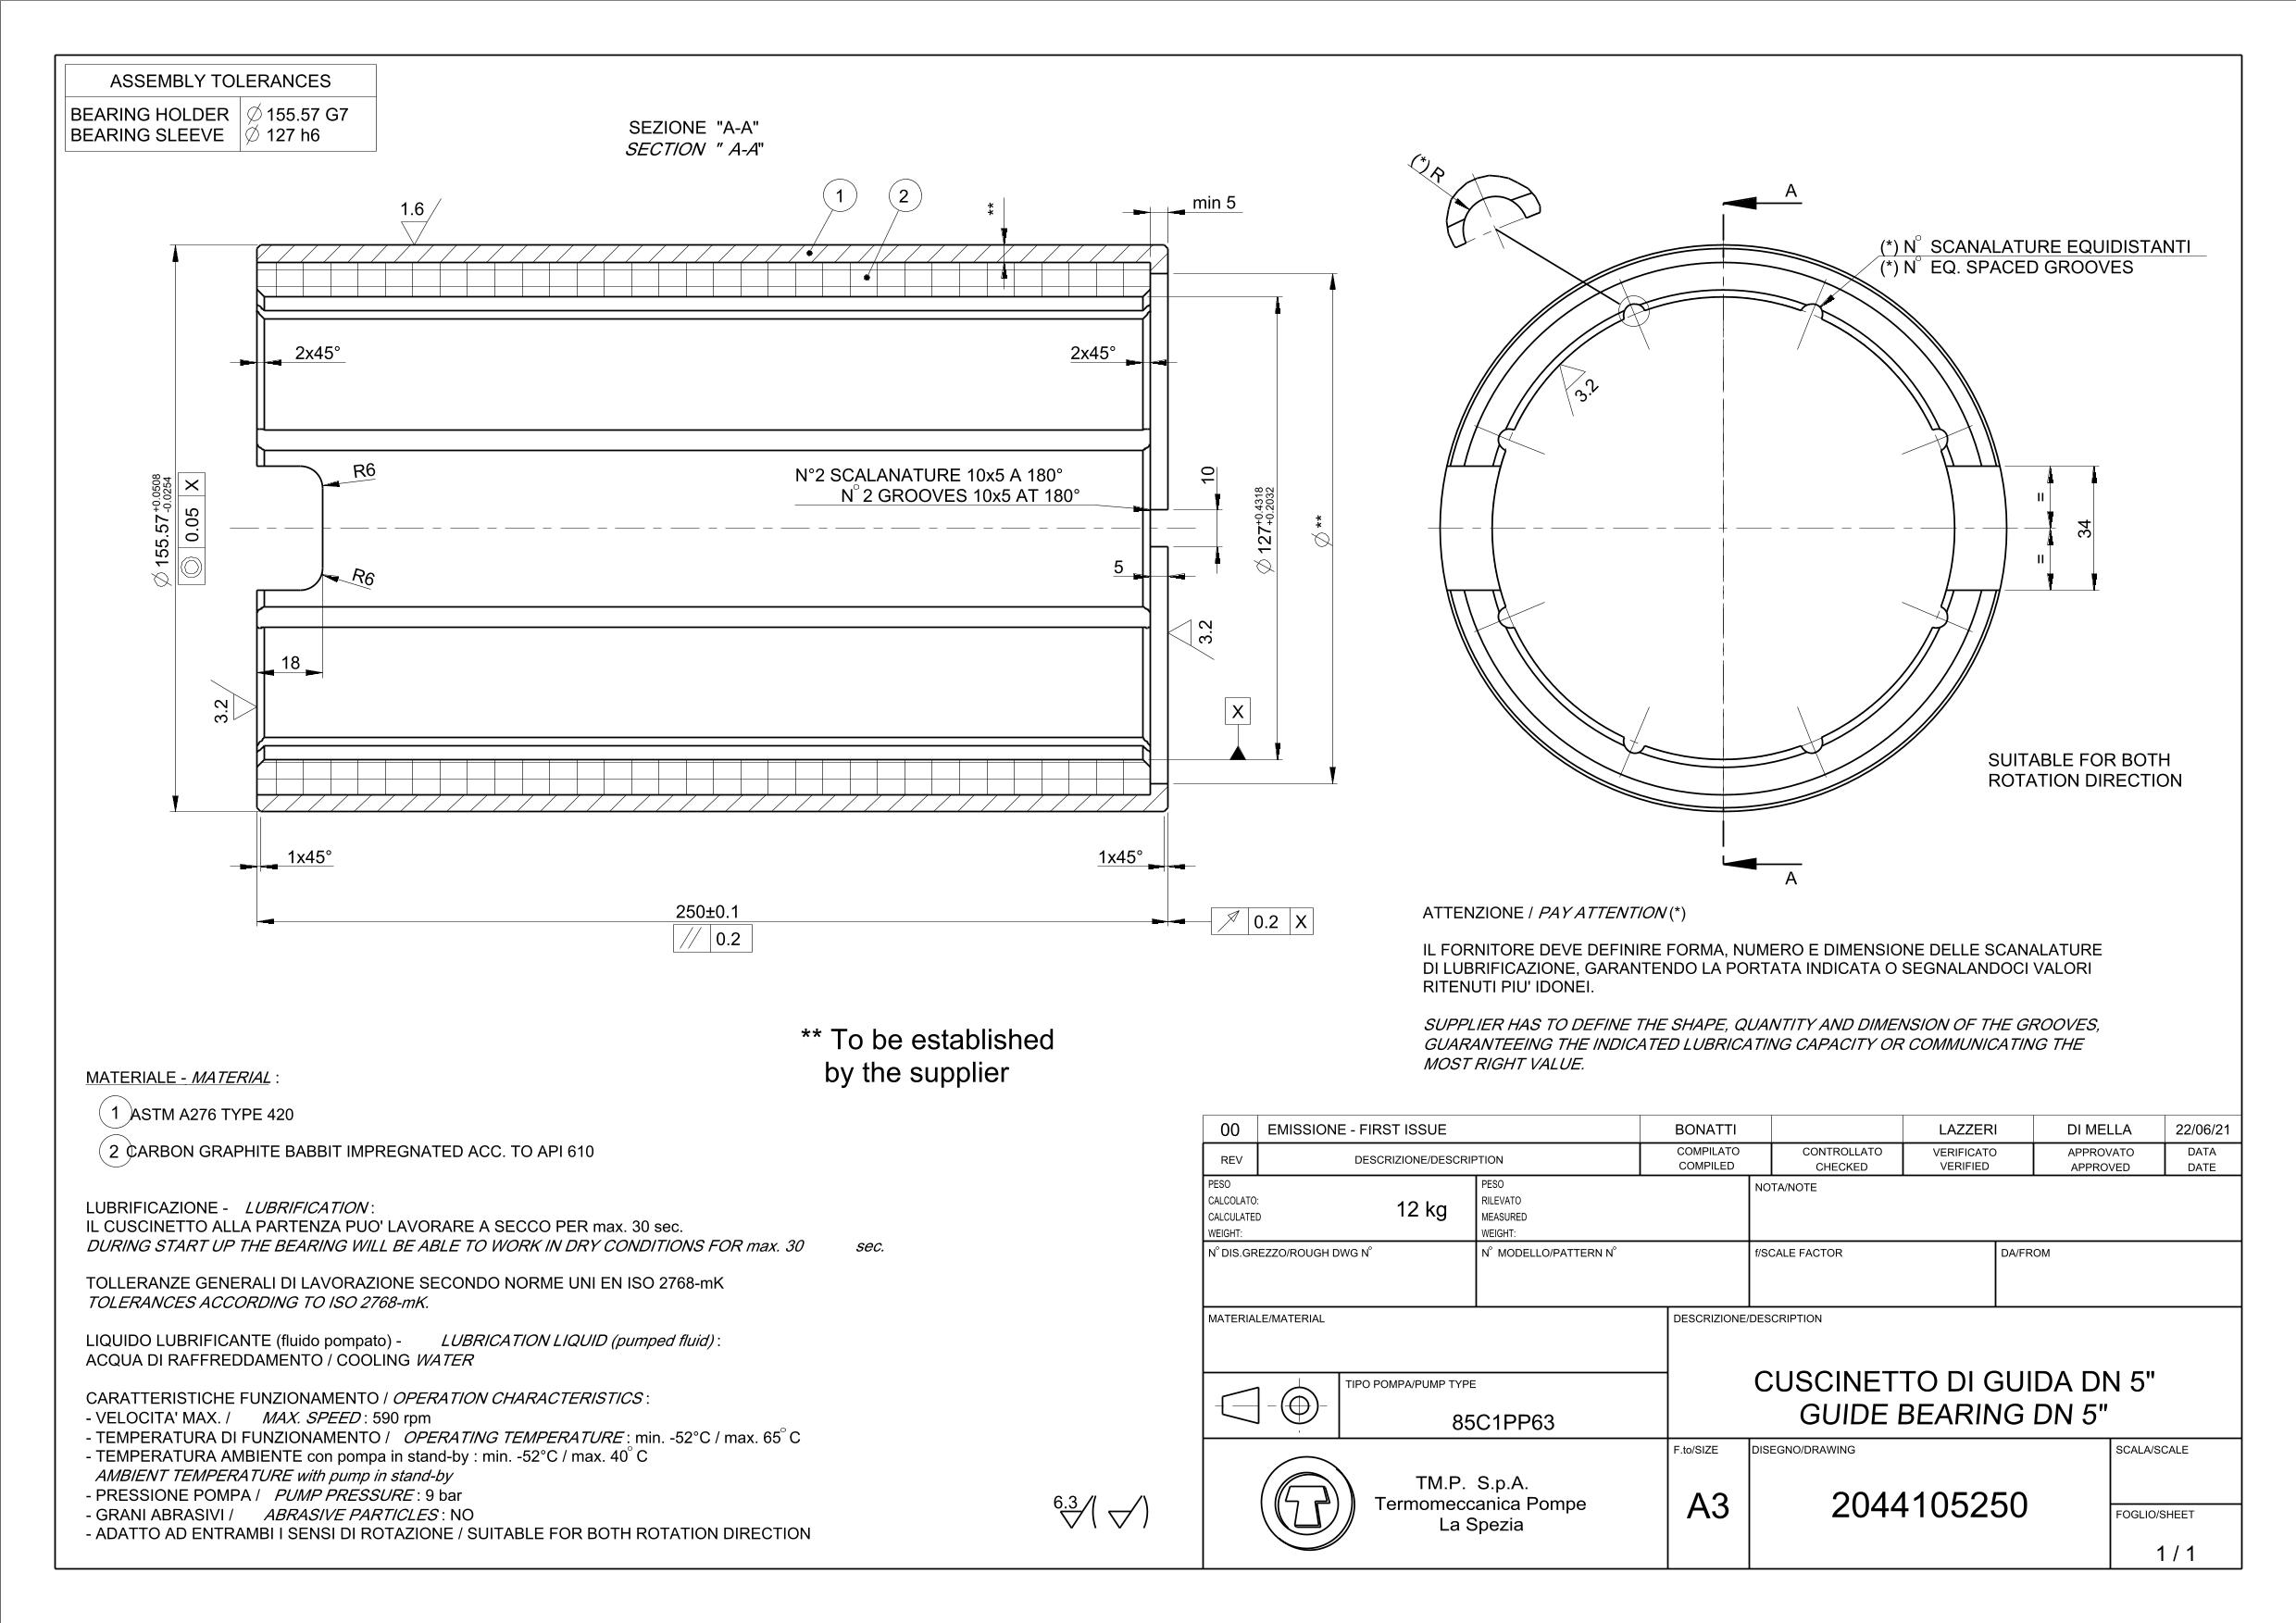 ASSEMBLY TOLERANCES
BEARING HOLDER ⌀ 155.57 G7
BEARING SLEEVE ⌀ 127 h6
SEZIONE "A-A"
SECTION " A-A"
1.6
1
2
**
min 5
2x45°
2x45°
R6
R6
N°2 SCALANATURE 10x5 A 180°
N° 2 GROOVES 10x5 AT 180°
10
5
18
3.2
3.2
⌀ 155.57 +0.0508 -0.0254
◎ 0.05 X
⌀ 127 +0.4318 +0.2032
⌀ **
X
1x45°
1x45°
250±0.1
// 0.2
↗ 0.2 X
(*) R
A
(*) N° SCANALATURE EQUIDISTANTI
(*) N° EQ. SPACED GROOVES
3.2
=
=
34
SUITABLE FOR BOTH
ROTATION DIRECTION
A
** To be established
by the supplier
ATTENZIONE / PAY ATTENTION (*)
IL FORNITORE DEVE DEFINIRE FORMA, NUMERO E DIMENSIONE DELLE SCANALATURE
DI LUBRIFICAZIONE, GARANTENDO LA PORTATA INDICATA O SEGNALANDOCI VALORI
RITENUTI PIU' IDONEI.
SUPPLIER HAS TO DEFINE THE SHAPE, QUANTITY AND DIMENSION OF THE GROOVES,
GUARANTEEING THE INDICATED LUBRICATING CAPACITY OR COMMUNICATING THE
MOST RIGHT VALUE.
MATERIALE - MATERIAL :
1 ASTM A276 TYPE 420
2 CARBON GRAPHITE BABBIT IMPREGNATED ACC. TO API 610
LUBRIFICAZIONE - LUBRIFICATION :
IL CUSCINETTO ALLA PARTENZA PUO' LAVORARE A SECCO PER max. 30 sec.
DURING START UP THE BEARING WILL BE ABLE TO WORK IN DRY CONDITIONS FOR max. 30 sec.
TOLLERANZE GENERALI DI LAVORAZIONE SECONDO NORME UNI EN ISO 2768-mK
TOLERANCES ACCORDING TO ISO 2768-mK.
LIQUIDO LUBRIFICANTE (fluido pompato) - LUBRICATION LIQUID (pumped fluid) :
ACQUA DI RAFFREDDAMENTO / COOLING WATER
CARATTERISTICHE FUNZIONAMENTO / OPERATION CHARACTERISTICS :
- VELOCITA' MAX. / MAX. SPEED : 590 rpm
- TEMPERATURA DI FUNZIONAMENTO / OPERATING TEMPERATURE : min. -52°C / max. 65°C
- TEMPERATURA AMBIENTE con pompa in stand-by : min. -52°C / max. 40°C
AMBIENT TEMPERATURE with pump in stand-by
- PRESSIONE POMPA / PUMP PRESSURE : 9 bar
- GRANI ABRASIVI / ABRASIVE PARTICLES : NO
- ADATTO AD ENTRAMBI I SENSI DI ROTAZIONE / SUITABLE FOR BOTH ROTATION DIRECTION
6.3 ( )
00 EMISSIONE - FIRST ISSUE BONATTI LAZZERI DI MELLA 22/06/21
REV DESCRIZIONE/DESCRIPTION COMPILATO COMPILED CONTROLLATO CHECKED VERIFICATO VERIFIED APPROVATO APPROVED DATA DATE
PESO
CALCOLATO:
CALCULATED
WEIGHT:
12 kg
PESO
RILEVATO
MEASURED
WEIGHT:
NOTA/NOTE
N° DIS.GREZZO/ROUGH DWG N°
N° MODELLO/PATTERN N°
f/SCALE FACTOR
DA/FROM
MATERIALE/MATERIAL
DESCRIZIONE/DESCRIPTION
CUSCINETTO DI GUIDA DN 5"
GUIDE BEARING DN 5"
TIPO POMPA/PUMP TYPE
85C1PP63
TM.P. S.p.A.
Termomeccanica Pompe
La Spezia
F.to/SIZE
A3
DISEGNO/DRAWING
2044105250
SCALA/SCALE
FOGLIO/SHEET
1 / 1